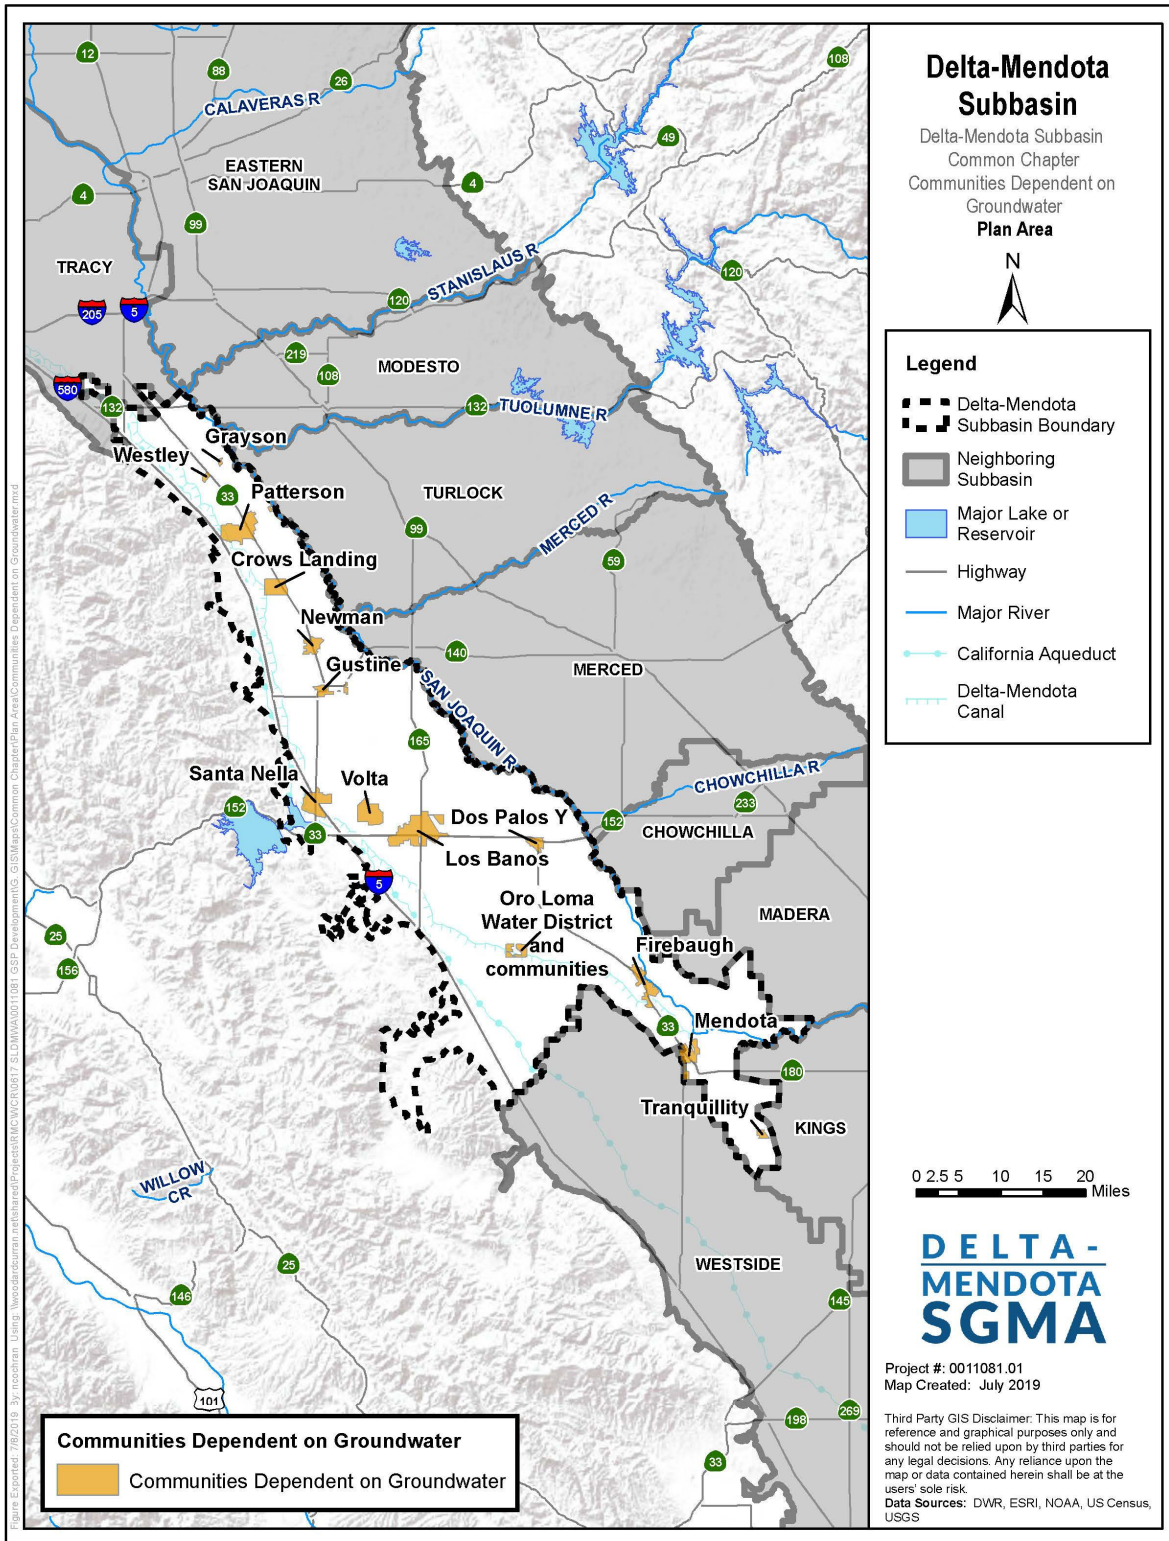 Delta-Mendota
Subbasin
Delta-Mendota Subbasin
Common Chapter
Communities Dependent on
Groundwater
Plan Area
N
Legend
Delta-Mendota
Subbasin Boundary
Neighboring
Subbasin
Major Lake or
Reservoir
Highway
Major River
California Aqueduct
Delta-Mendota
Canal
0 2.5 5 10 15 20
Miles
DELTA-
MENDOTA
SGMA
Project #: 0011081.01
Map Created: July 2019
Third Party GIS Disclaimer: This map is for
reference and graphical purposes only and
should not be relied upon by third parties for
any legal decisions. Any reliance upon the
map or data contained herein shall be at the
users' sole risk.
Data Sources: DWR, ESRI, NOAA, US Census,
USGS
12
88
26
108
CALAVERAS R
49
EASTERN
SAN JOAQUIN
4
4
99
TRACY
STANISLAUS R
120
120
205
5
219
MODESTO
108
580
132
132
TUOLUMNE R
Grayson
Westley
Patterson
33
TURLOCK
99
MERCED R
59
Crows Landing
Newman
Gustine
140
MERCED
SAN JOAQUIN R
165
Santa Nella
Volta
CHOWCHILLA R
152
33
Dos Palos Y
152
233
CHOWCHILLA
Los Banos
5
Oro Loma
Water District
and
communities
MADERA
25
156
Firebaugh
33
Mendota
180
Tranquillity
KINGS
WILLOW
CR
25
146
WESTSIDE
145
101
198
269
33
Communities Dependent on Groundwater
Communities Dependent on Groundwater